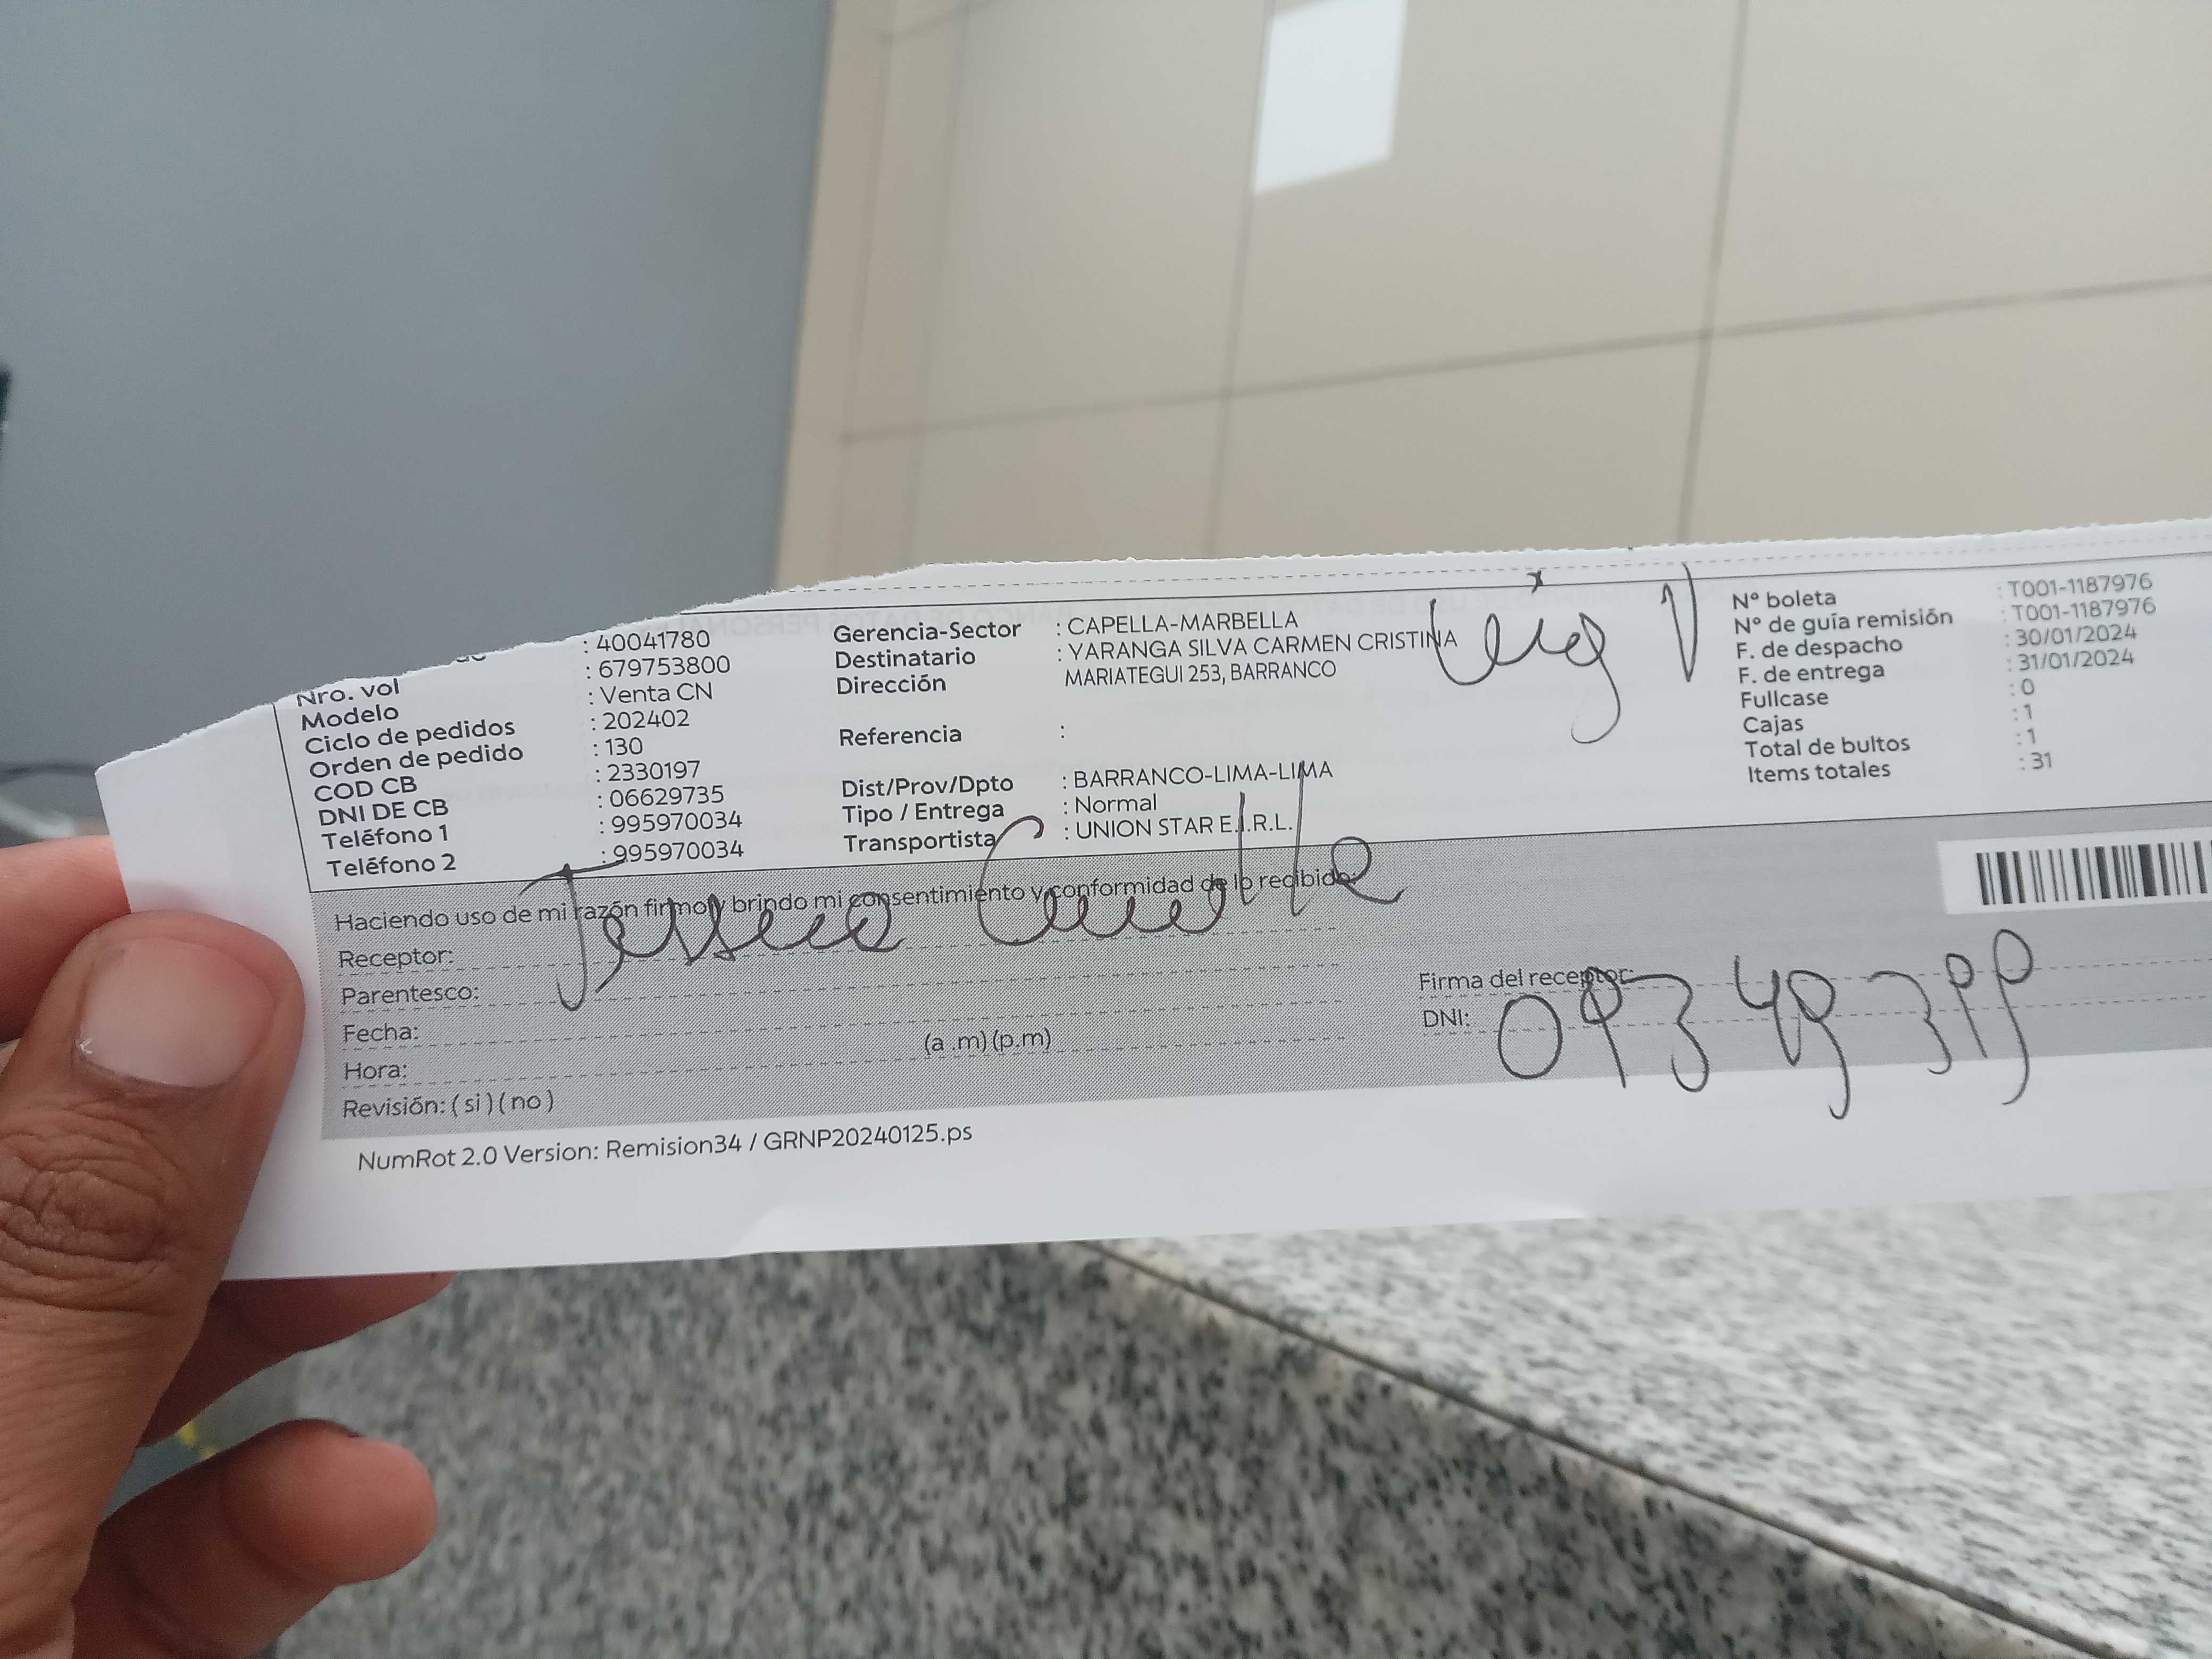 : 40041780
Nro. vol : 679753800
Modelo : Venta CN
Ciclo de pedidos : 202402
Orden de pedido : 130
COD CB : 2330197
DNI DE CB : 06629735
Teléfono 1 : 995970034
Teléfono 2 : 995970034
Gerencia-Sector : CAPELLA-MARBELLA
Destinatario : YARANGA SILVA CARMEN CRISTINA
Dirección MARIATEGUI 253, BARRANCO
Referencia :
Dist/Prov/Dpto : BARRANCO-LIMA-LIMA
Tipo / Entrega : Normal
Transportista : UNION STAR E.I.R.L.
N° boleta : T001-1187976
N° de guía remisión : T001-1187976
F. de despacho : 30/01/2024
F. de entrega : 31/01/2024
Fullcase : 0
Cajas : 1
Total de bultos : 1
Items totales : 31
Haciendo uso de mi razón firmo y brindo mi consentimiento y conformidad de lo recibido:
Receptor:
Parentesco:
Fecha:
Hora: (a .m) (p.m)
Revisión: ( si ) ( no )
Firma del receptor:
DNI:
NumRot 2.0 Version: Remision34 / GRNP20240125.ps